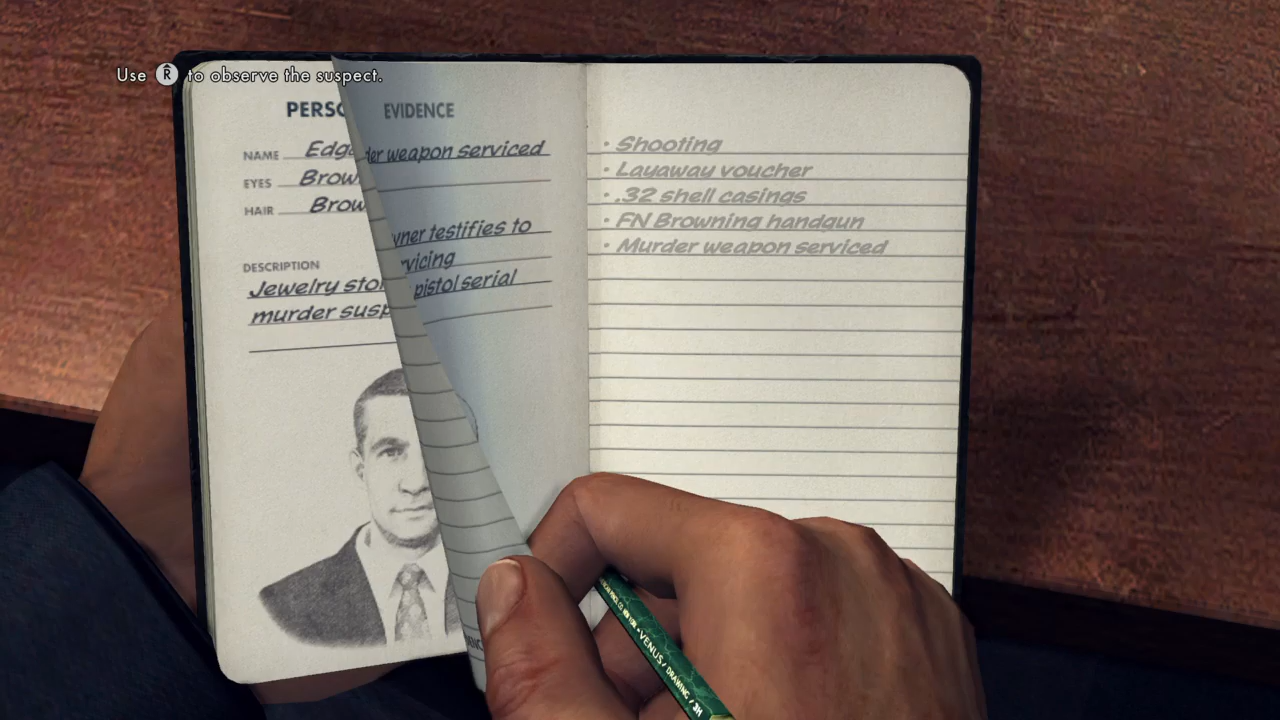 Use R to observe the suspect.
PERSO
NAME Edga
EYES Brow
HAIR Brow
DESCRIPTION
Jewelry sto
murder susp
EVIDENCE
der weapon serviced
wner testifies to
rvicing
pistol serial
• Shooting
• Layaway voucher
• .32 shell casings
• FN Browning handgun
• Murder weapon serviced
VENUS / DRAWING / 3H